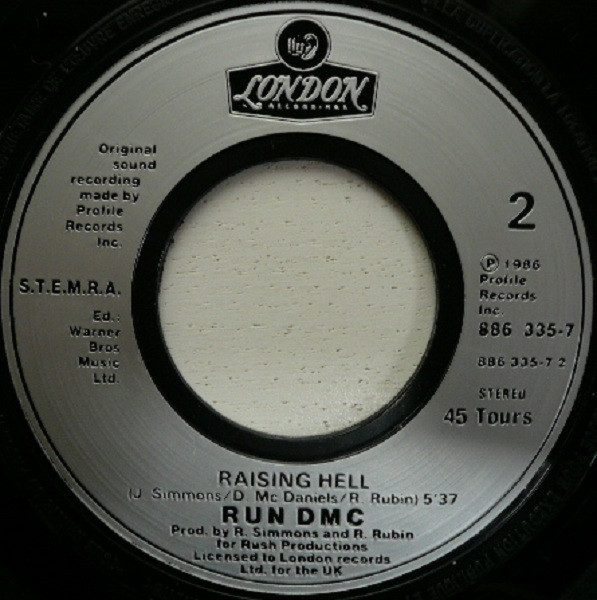 LONDON
RECORDINGS
Original
sound
recording
made by
Profile
Records
Inc.
S.T.E.M.R.A.
Ed.:
Warner
Bros
Music
Ltd.
2
℗ 1986
Profile
Records
Inc.
886 335-7
886 335-7 2
STEREO
45 Tours
RAISING HELL
(J. Simmons/D. Mc Daniels/R. Rubin) 5'37
RUN DMC
Prod. by R. Simmons and R. Rubin
for Rush Productions
Licensed to London records
Ltd. for the UK